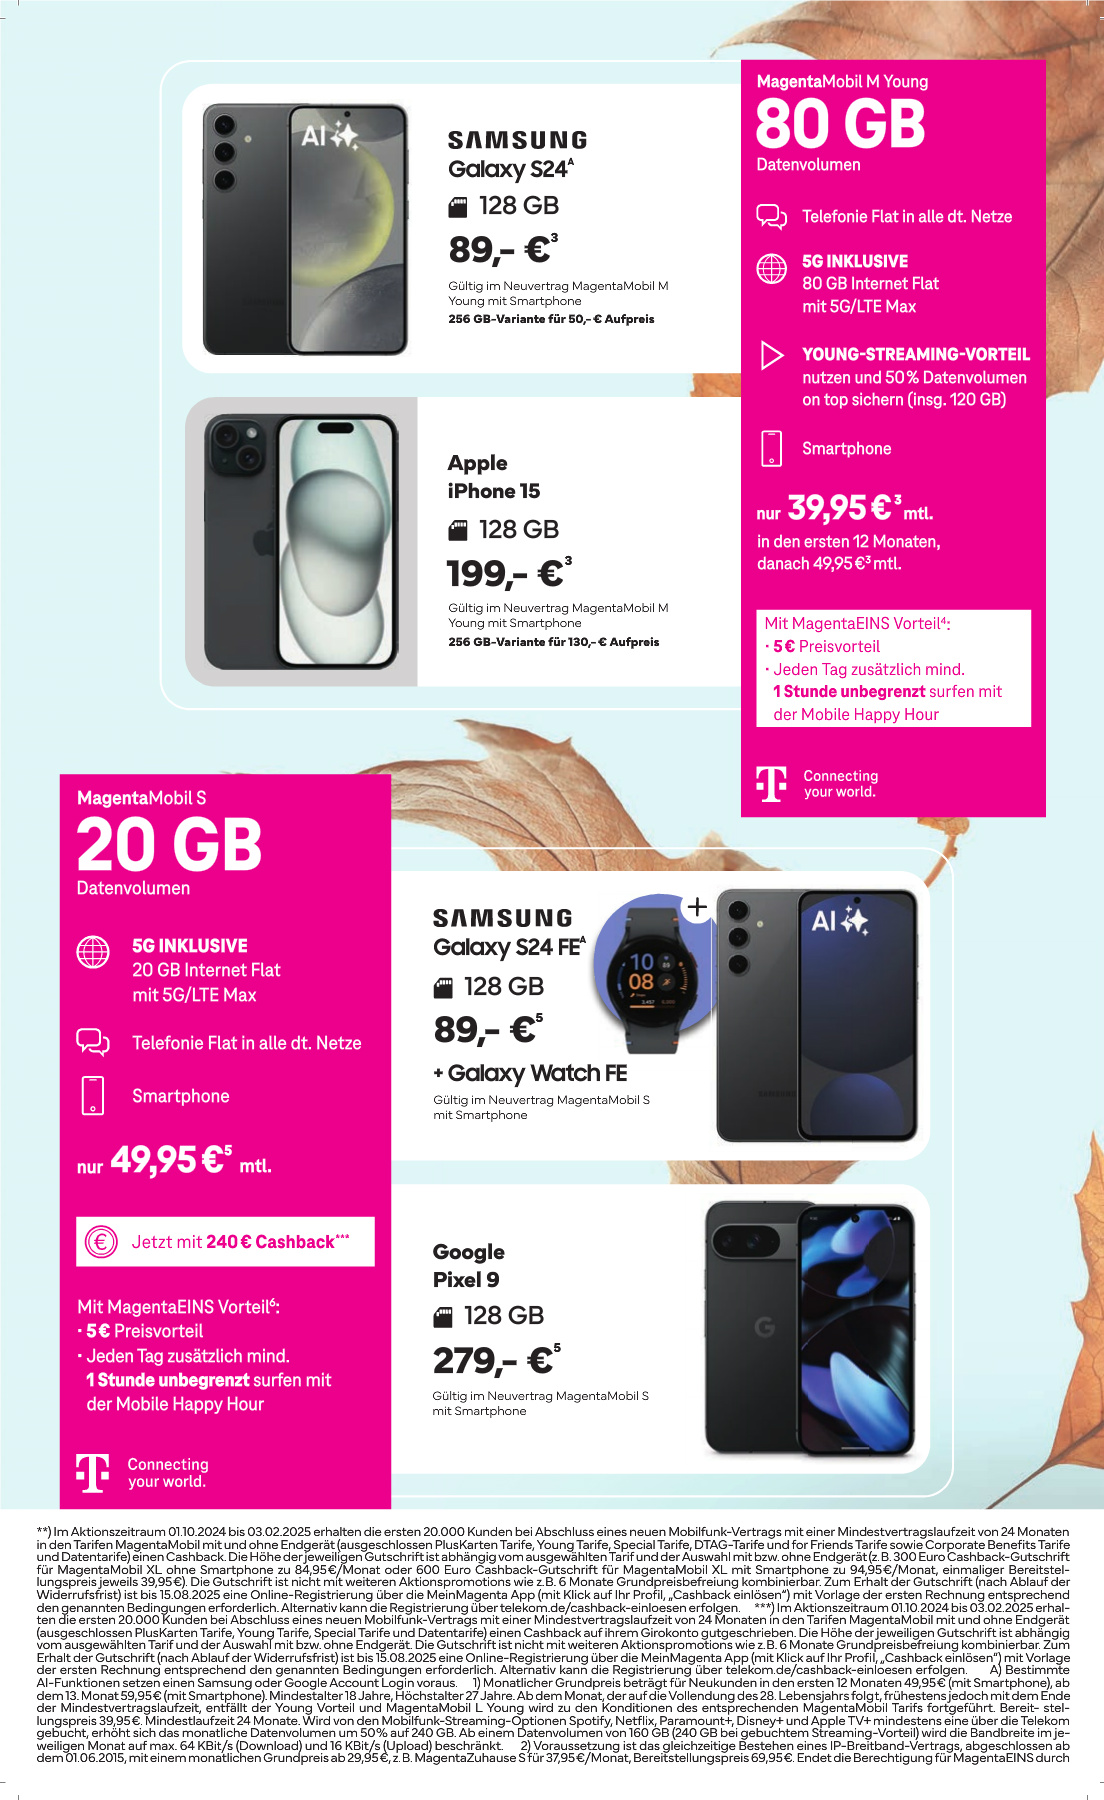 SAMSUNG
Galaxy S24ᴬ
128 GB
89,– €³
Gültig im Neuvertrag MagentaMobil M
Young mit Smartphone
256 GB-Variante für 50,– € Aufpreis
AI
Apple
iPhone 15
128 GB
199,– €³
Gültig im Neuvertrag MagentaMobil M
Young mit Smartphone
256 GB-Variante für 130,– € Aufpreis
MagentaMobil M Young
80 GB
Datenvolumen
Telefonie Flat in alle dt. Netze
5G INKLUSIVE
80 GB Internet Flat
mit 5G/LTE Max
YOUNG-STREAMING-VORTEIL
nutzen und 50 % Datenvolumen
on top sichern (insg. 120 GB)
Smartphone
nur 39,95 €³ mtl.
in den ersten 12 Monaten,
danach 49,95 €³ mtl.
Mit MagentaEINS Vorteil⁴:
· 5 € Preisvorteil
· Jeden Tag zusätzlich mind.
1 Stunde unbegrenzt surfen mit
der Mobile Happy Hour
T Connecting
your world.
MagentaMobil S
20 GB
Datenvolumen
5G INKLUSIVE
20 GB Internet Flat
mit 5G/LTE Max
Telefonie Flat in alle dt. Netze
Smartphone
nur 49,95 €⁵ mtl.
Jetzt mit 240 € Cashback***
Mit MagentaEINS Vorteil⁶:
· 5 € Preisvorteil
· Jeden Tag zusätzlich mind.
1 Stunde unbegrenzt surfen mit
der Mobile Happy Hour
T Connecting
your world.
SAMSUNG
Galaxy S24 FEᴬ
128 GB
89,– €⁵
+ Galaxy Watch FE
Gültig im Neuvertrag MagentaMobil S
mit Smartphone
+
10
08
AI
Google
Pixel 9
128 GB
279,– €⁵
Gültig im Neuvertrag MagentaMobil S
mit Smartphone
**) Im Aktionszeitraum 01.10.2024 bis 03.02.2025 erhalten die ersten 20.000 Kunden bei Abschluss eines neuen Mobilfunk-Vertrags mit einer Mindestvertragslaufzeit von 24 Monaten
in den Tarifen MagentaMobil mit und ohne Endgerät (ausgeschlossen PlusKarten Tarife, Young Tarife, Special Tarife, DTAG-Tarife und for Friends Tarife sowie Corporate Benefits Tarife
und Datentarife) einen Cashback. Die Höhe der jeweiligen Gutschrift ist abhängig vom ausgewählten Tarif und der Auswahl mit bzw. ohne Endgerät (z. B. 300 Euro Cashback-Gutschrift
für MagentaMobil XL ohne Smartphone zu 84,95 €/Monat oder 600 Euro Cashback-Gutschrift für MagentaMobil XL mit Smartphone zu 94,95 €/Monat, einmaliger Bereitstel-
lungspreis jeweils 39,95 €). Die Gutschrift ist nicht mit weiteren Aktionspromotions wie z. B. 6 Monate Grundpreisbefreiung kombinierbar. Zum Erhalt der Gutschrift (nach Ablauf der
Widerrufsfrist) ist bis 15.08.2025 eine Online-Registrierung über die MeinMagenta App (mit Klick auf Ihr Profil, „Cashback einlösen") mit Vorlage der ersten Rechnung entsprechend
den genannten Bedingungen erforderlich. Alternativ kann die Registrierung über telekom.de/cashback-einloesen erfolgen. ***) Im Aktionszeitraum 01.10.2024 bis 03.02.2025 erhal-
ten die ersten 20.000 Kunden bei Abschluss eines neuen Mobilfunk-Vertrags mit einer Mindestvertragslaufzeit von 24 Monaten in den Tarifen MagentaMobil mit und ohne Endgerät
(ausgeschlossen PlusKarten Tarife, Young Tarife, Special Tarife und Datentarife) einen Cashback auf ihrem Girokonto gutgeschrieben. Die Höhe der jeweiligen Gutschrift ist abhängig
vom ausgewählten Tarif und der Auswahl mit bzw. ohne Endgerät. Die Gutschrift ist nicht mit weiteren Aktionspromotions wie z. B. 6 Monate Grundpreisbefreiung kombinierbar. Zum
Erhalt der Gutschrift (nach Ablauf der Widerrufsfrist) ist bis 15.08.2025 eine Online-Registrierung über die MeinMagenta App (mit Klick auf Ihr Profil, „Cashback einlösen") mit Vorlage
der ersten Rechnung entsprechend den genannten Bedingungen erforderlich. Alternativ kann die Registrierung über telekom.de/cashback-einloesen erfolgen. A) Bestimmte
AI-Funktionen setzen einen Samsung oder Google Account Login voraus. 1) Monatlicher Grundpreis beträgt für Neukunden in den ersten 12 Monaten 49,95 € (mit Smartphone), ab
dem 13. Monat 59,95 € (mit Smartphone). Mindestalter 18 Jahre, Höchstalter 27 Jahre. Ab dem Monat, der auf die Vollendung des 28. Lebensjahrs folgt, frühestens jedoch mit dem Ende
der Mindestvertragslaufzeit, entfällt der Young Vorteil und MagentaMobil L Young wird zu den Konditionen des entsprechenden MagentaMobil Tarifs fortgeführt. Bereit- stel-
lungspreis 39,95 €. Mindestlaufzeit 24 Monate. Wird von den Mobilfunk-Streaming-Optionen Spotify, Netflix, Paramount+, Disney+ und Apple TV+ mindestens eine über die Telekom
gebucht, erhöht sich das monatliche Datenvolumen um 50% auf 240 GB. Ab einem Datenvolumen von 160 GB (240 GB bei gebuchtem Streaming-Vorteil) wird die Bandbreite im je-
weiligen Monat auf max. 64 KBit/s (Download) und 16 KBit/s (Upload) beschränkt. 2) Voraussetzung ist das gleichzeitige Bestehen eines IP-Breitband-Vertrags, abgeschlossen ab
dem 01.06.2015, mit einem monatlichen Grundpreis ab 29,95 €, z. B. MagentaZuhause S für 37,95 €/Monat, Bereitstellungspreis 69,95 €. Endet die Berechtigung für MagentaEINS durch